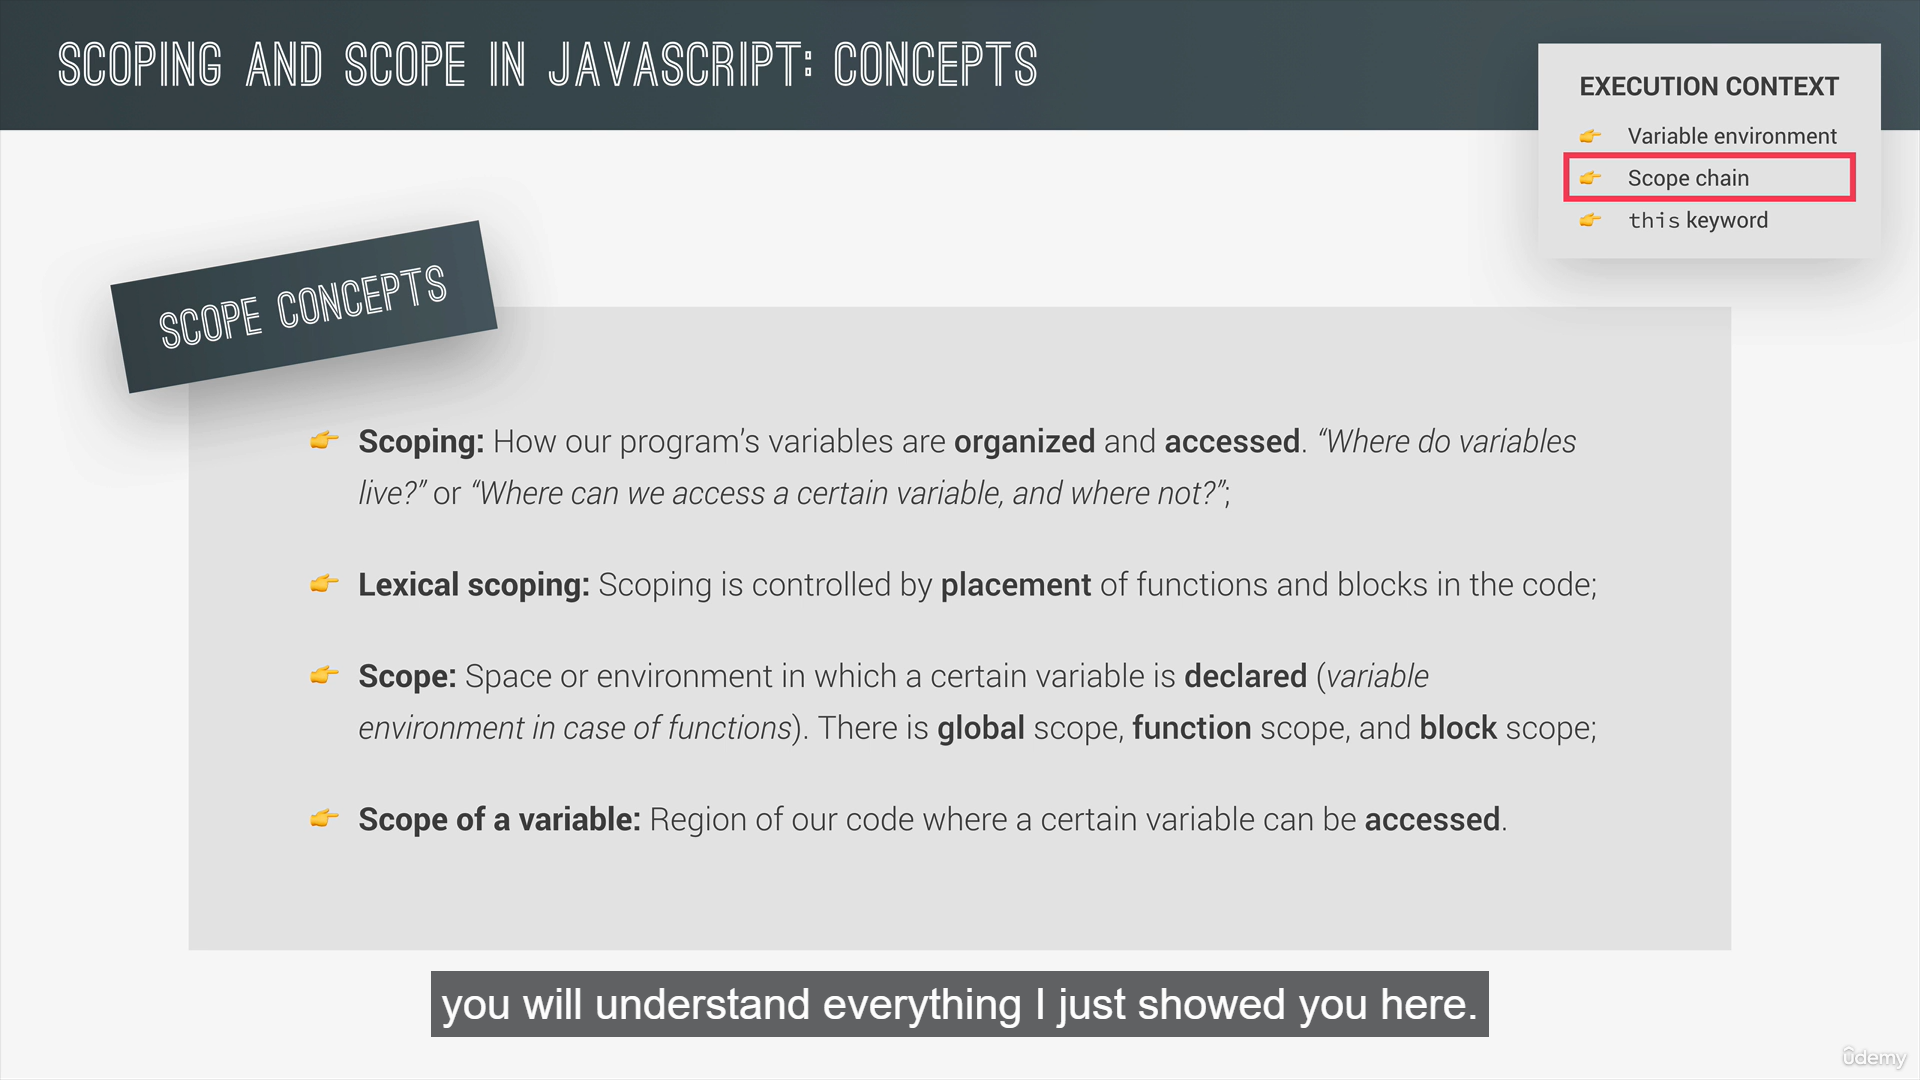 SCOPING AND SCOPE IN JAVASCRIPT: CONCEPTS
EXECUTION CONTEXT
👉 Variable environment
👉 Scope chain
👉 this keyword
SCOPE CONCEPTS
👉 Scoping: How our program’s variables are organized and accessed. “Where do variables
live?” or “Where can we access a certain variable, and where not?”;
👉 Lexical scoping: Scoping is controlled by placement of functions and blocks in the code;
👉 Scope: Space or environment in which a certain variable is declared (variable
environment in case of functions). There is global scope, function scope, and block scope;
👉 Scope of a variable: Region of our code where a certain variable can be accessed.
you will understand everything I just showed you here.
ûdemy